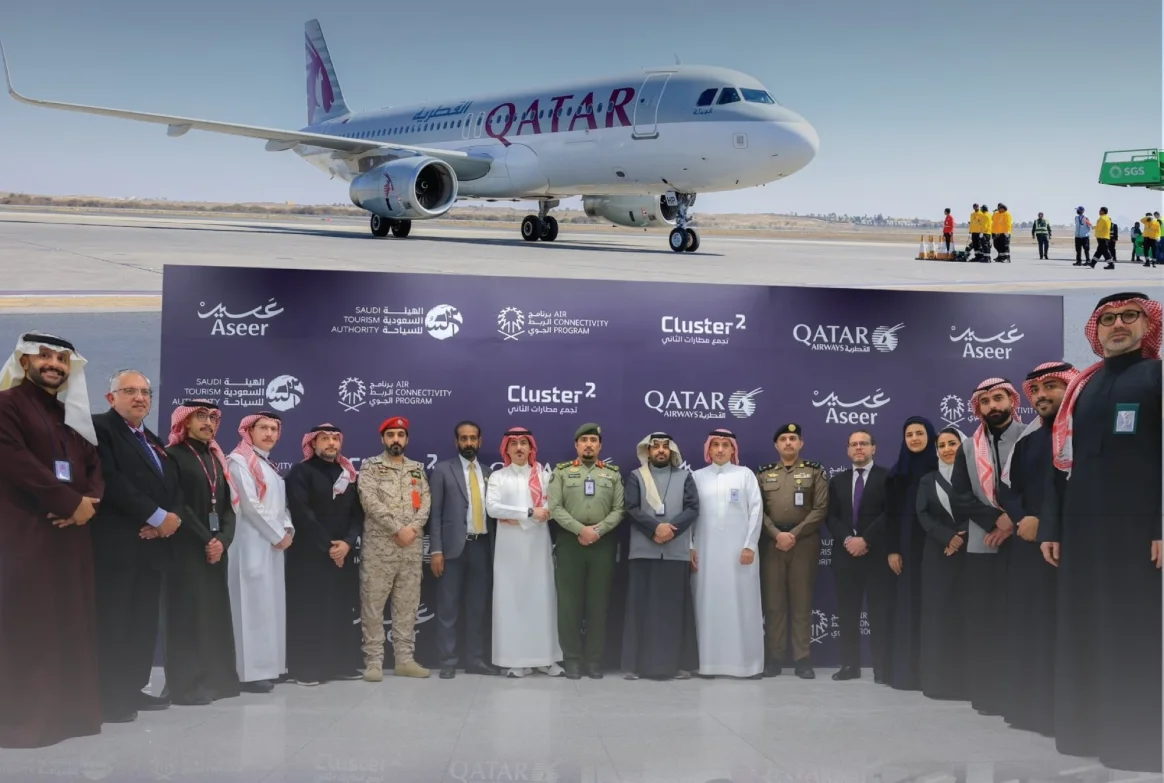 القطرية QATAR
SGS
عسير
Aseer
SAUDI الهيئة
TOURISM السعودية
AUTHORITY للسياحة
برنامج AIR
الربط CONNECTIVITY
الجوي PROGRAM
Cluster²
تجمع مطارات الثاني
QATAR
AIRWAYS القطرية
عسير
Aseer
SAUDI الهيئة
TOURISM السعودية
AUTHORITY للسياحة
برنامج AIR
الربط CONNECTIVITY
الجوي PROGRAM
Cluster²
تجمع مطارات الثاني
QATAR
AIRWAYS القطرية
عسير
Aseer